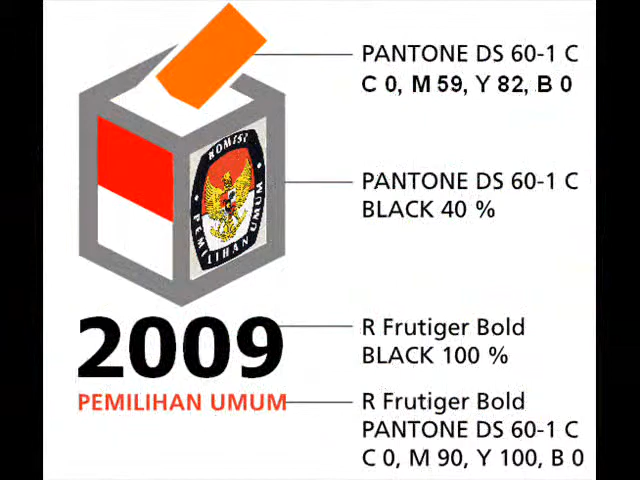 PANTONE DS 60-1 C
C 0, M 59, Y 82, B 0
KOMISI
PEMILIHAN UMUM
PANTONE DS 60-1 C
BLACK 40 %
2009
R Frutiger Bold
BLACK 100 %
PEMILIHAN UMUM
R Frutiger Bold
PANTONE DS 60-1 C
C 0, M 90, Y 100, B 0